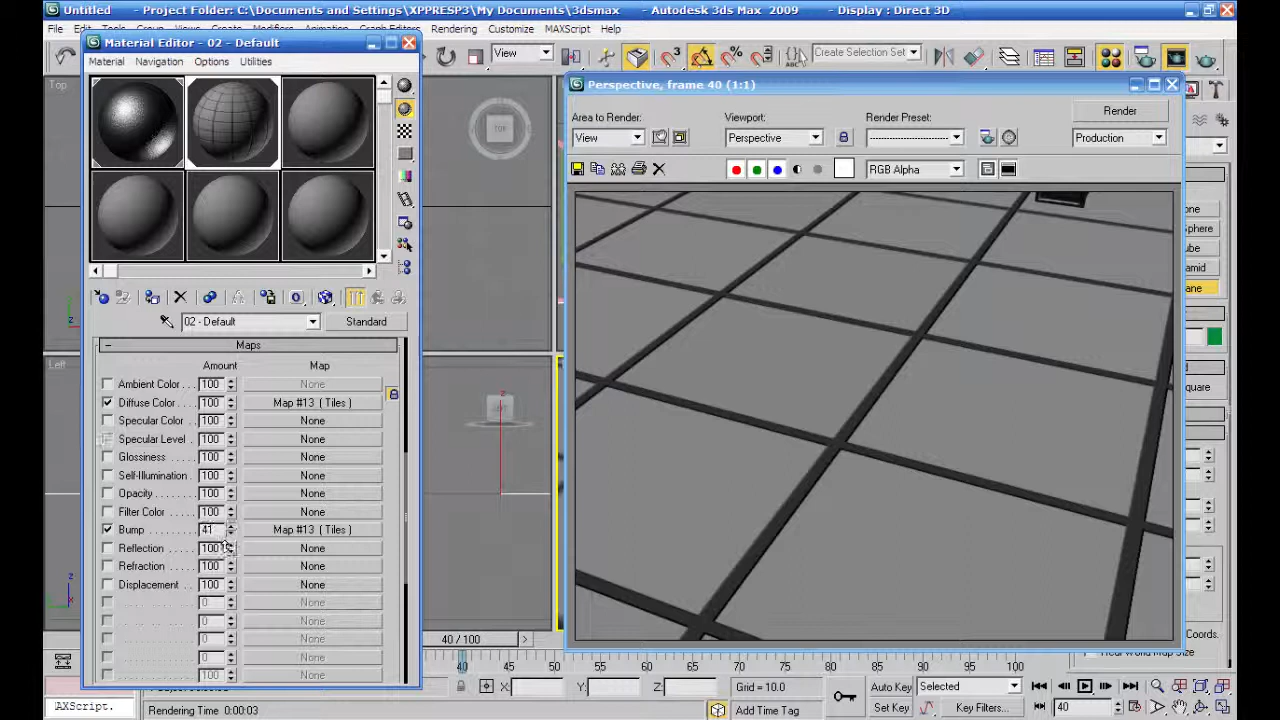 Untitled - Project Folder: C:\Documents and Settings\XPPRESP3\My Documents\3dsmax - Autodesk 3ds Max 2009 - Display : Direct 3D
Edit Modifiers Graph Editors Rendering Customize MAXScript Help
View
Create Selection Set
Material Editor - 02 - Default
Material Navigation Options Utilities
Top
TOP
Perspective, frame 40 (1:1)
Area to Render:
Viewport:
Render Preset:
Render
View
Perspective
Production
RGB Alpha
02 - Default
Standard
Maps
Amount
Map
Ambient Color . . . 100 None
Diffuse Color . . . . 100 Map #13 ( Tiles )
Specular Color . . 100 None
Specular Level . . 100 None
Glossiness . . . . . . 100 None
Self-Illumination . . 100 None
Opacity . . . . . . . . 100 None
Filter Color . . . . . 100 None
Bump . . . . . . . . . 41 Map #13 ( Tiles )
Reflection . . . . . 100 None
Refraction . . . . . 100 None
Displacement . . . 100 None
0 None
0 None
0 None
0 None
100 None
Left
40 / 100
45 50 55 60 65 70 75 80 85 90 95 100
X: Y: Z: Grid = 10.0
Auto Key Selected
Set Key Key Filters...
40
Add Time Tag
AXScript.
Rendering Time 0:00:03